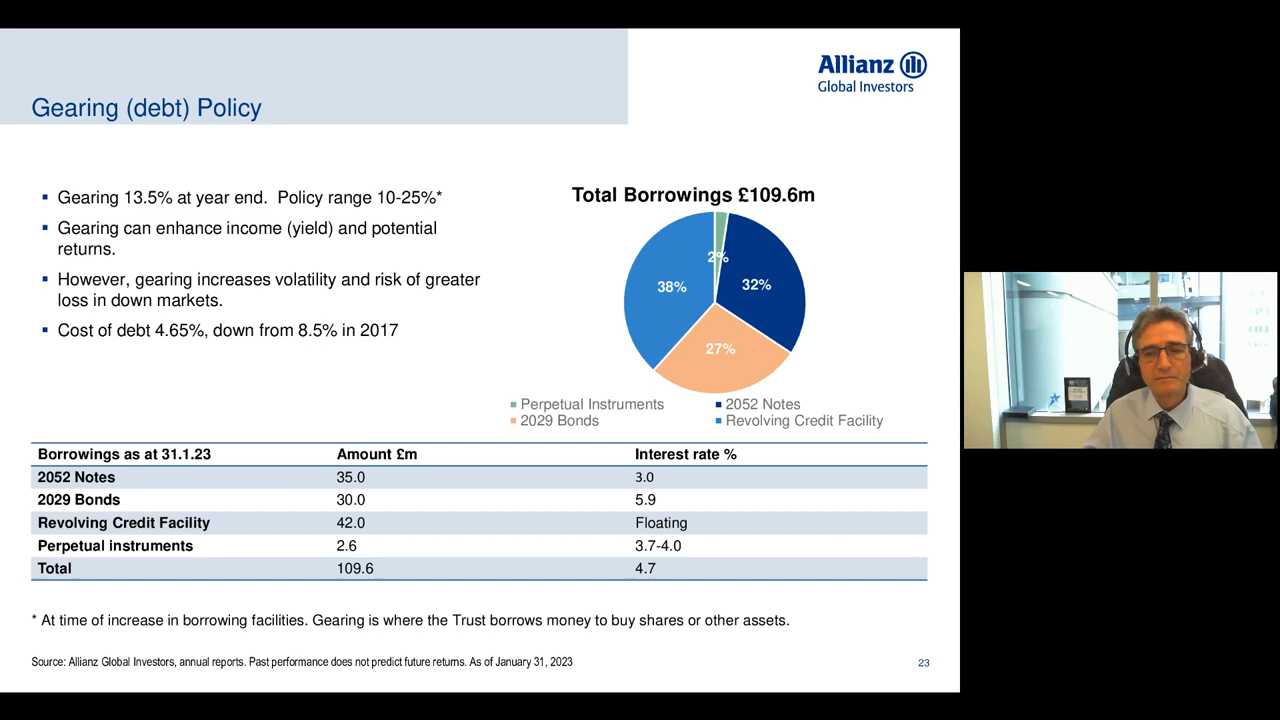 Allianz
Global Investors
Gearing (debt) Policy
Gearing 13.5% at year end. Policy range 10-25%*
Gearing can enhance income (yield) and potential
returns.
However, gearing increases volatility and risk of greater
loss in down markets.
Cost of debt 4.65%, down from 8.5% in 2017
Total Borrowings £109.6m
2%
38%
32%
27%
Perpetual Instruments
2052 Notes
2029 Bonds
Revolving Credit Facility
Borrowings as at 31.1.23 Amount £m Interest rate %
2052 Notes 35.0 3.0
2029 Bonds 30.0 5.9
Revolving Credit Facility 42.0 Floating
Perpetual instruments 2.6 3.7-4.0
Total 109.6 4.7
* At time of increase in borrowing facilities. Gearing is where the Trust borrows money to buy shares or other assets.
Source: Allianz Global Investors, annual reports. Past performance does not predict future returns. As of January 31, 2023
23